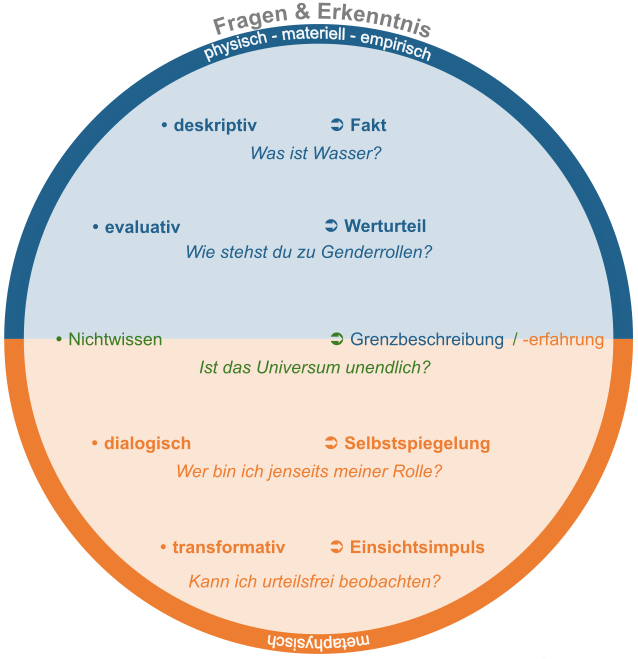 Fragen & Erkenntnis
physisch - materiell - empirisch
• deskriptiv ➲ Fakt
Was ist Wasser?
• evaluativ ➲ Werturteil
Wie stehst du zu Genderrollen?
• Nichtwissen ➲ Grenzbeschreibung / -erfahrung
Ist das Universum unendlich?
• dialogisch ➲ Selbstspiegelung
Wer bin ich jenseits meiner Rolle?
• transformativ ➲ Einsichtsimpuls
Kann ich urteilsfrei beobachten?
metaphysisch